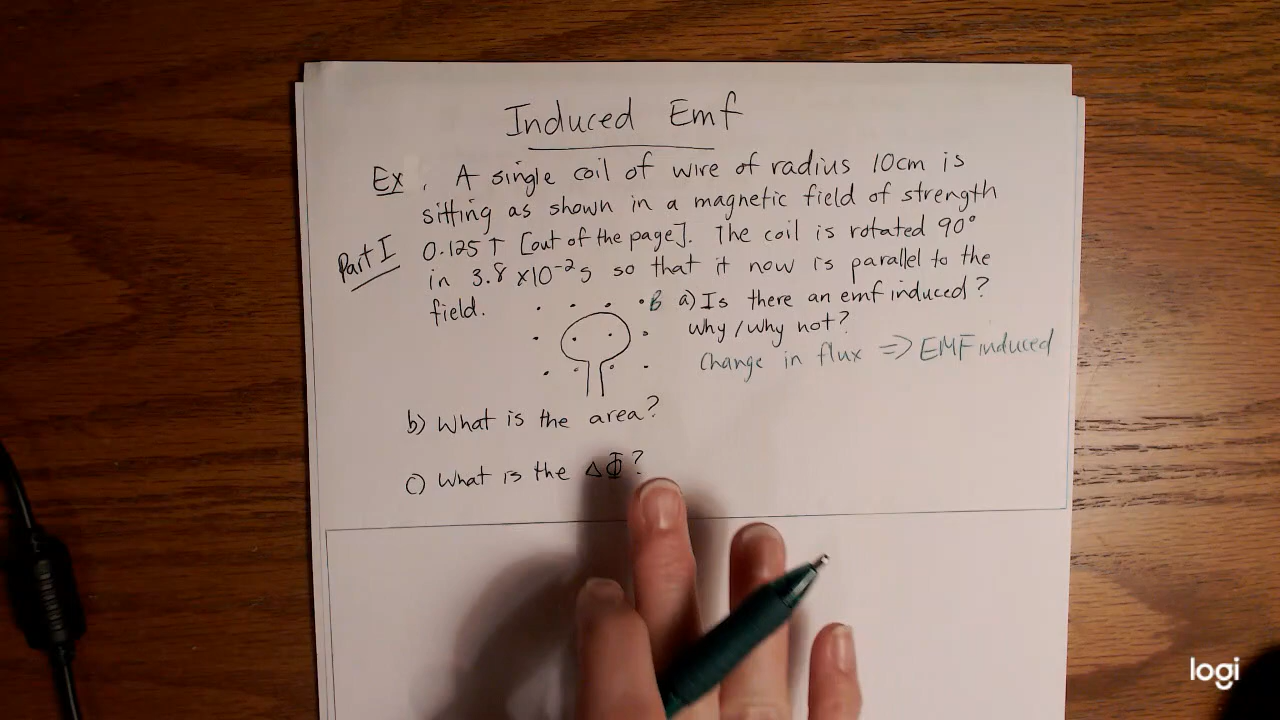 Induced Emf
Ex. A single coil of wire of radius 10cm is
sitting as shown in a magnetic field of strength
Part I
0.125 T [out of the page]. The coil is rotated 90°
in 3.8 x10⁻²s so that it now is parallel to the
field.
B
a) Is there an emf induced?
why/why not?
Change in flux => EMF induced
b) What is the area?
c) What is the ΔΦ?
logi